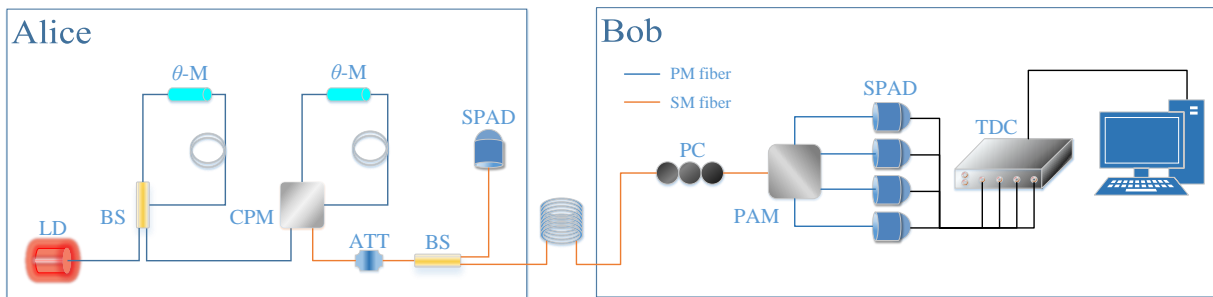 Alice
θ-M
θ-M
SPAD
BS
CPM
LD
ATT
BS
Bob
PM fiber
SM fiber
SPAD
TDC
PC
PAM